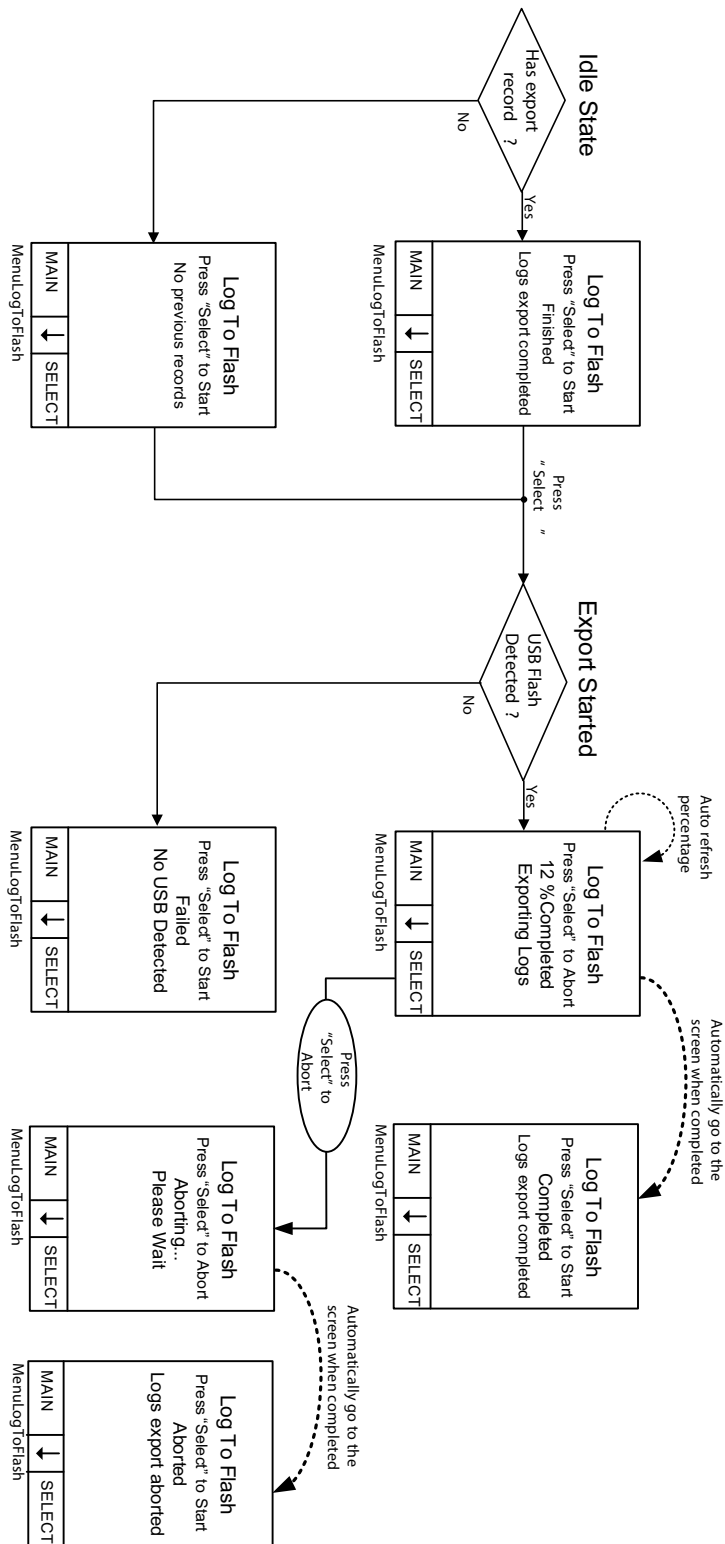 Idle State
Has export
record ?
Yes
No
Log To Flash
Press “Select” to Start
Finished
Logs export completed
MAIN
SELECT
MenuLogToFlash
Log To Flash
Press “Select” to Start
No previous records
MAIN
SELECT
MenuLogToFlash
Press
“ Select ”
Export Started
USB Flash
Detected ?
Yes
No
Auto refresh
percentage
Log To Flash
Press “Select” to Abort
12 %Completed
Exporting Logs
MAIN
SELECT
MenuLogToFlash
Log To Flash
Press “Select” to Start
Failed
No USB Detected
MAIN
SELECT
MenuLogToFlash
Automatically go to the
screen when completed
Press
“Select” to
Abort
Log To Flash
Press “Select” to Start
Completed
Logs export completed
MAIN
SELECT
MenuLogToFlash
Log To Flash
Press “Select” to Abort
Aborting...
Please Wait
MAIN
SELECT
MenuLogToFlash
Automatically go to the
screen when completed
Log To Flash
Press “Select” to Start
Aborted
Logs export aborted
MAIN
SELECT
MenuLogToFlash